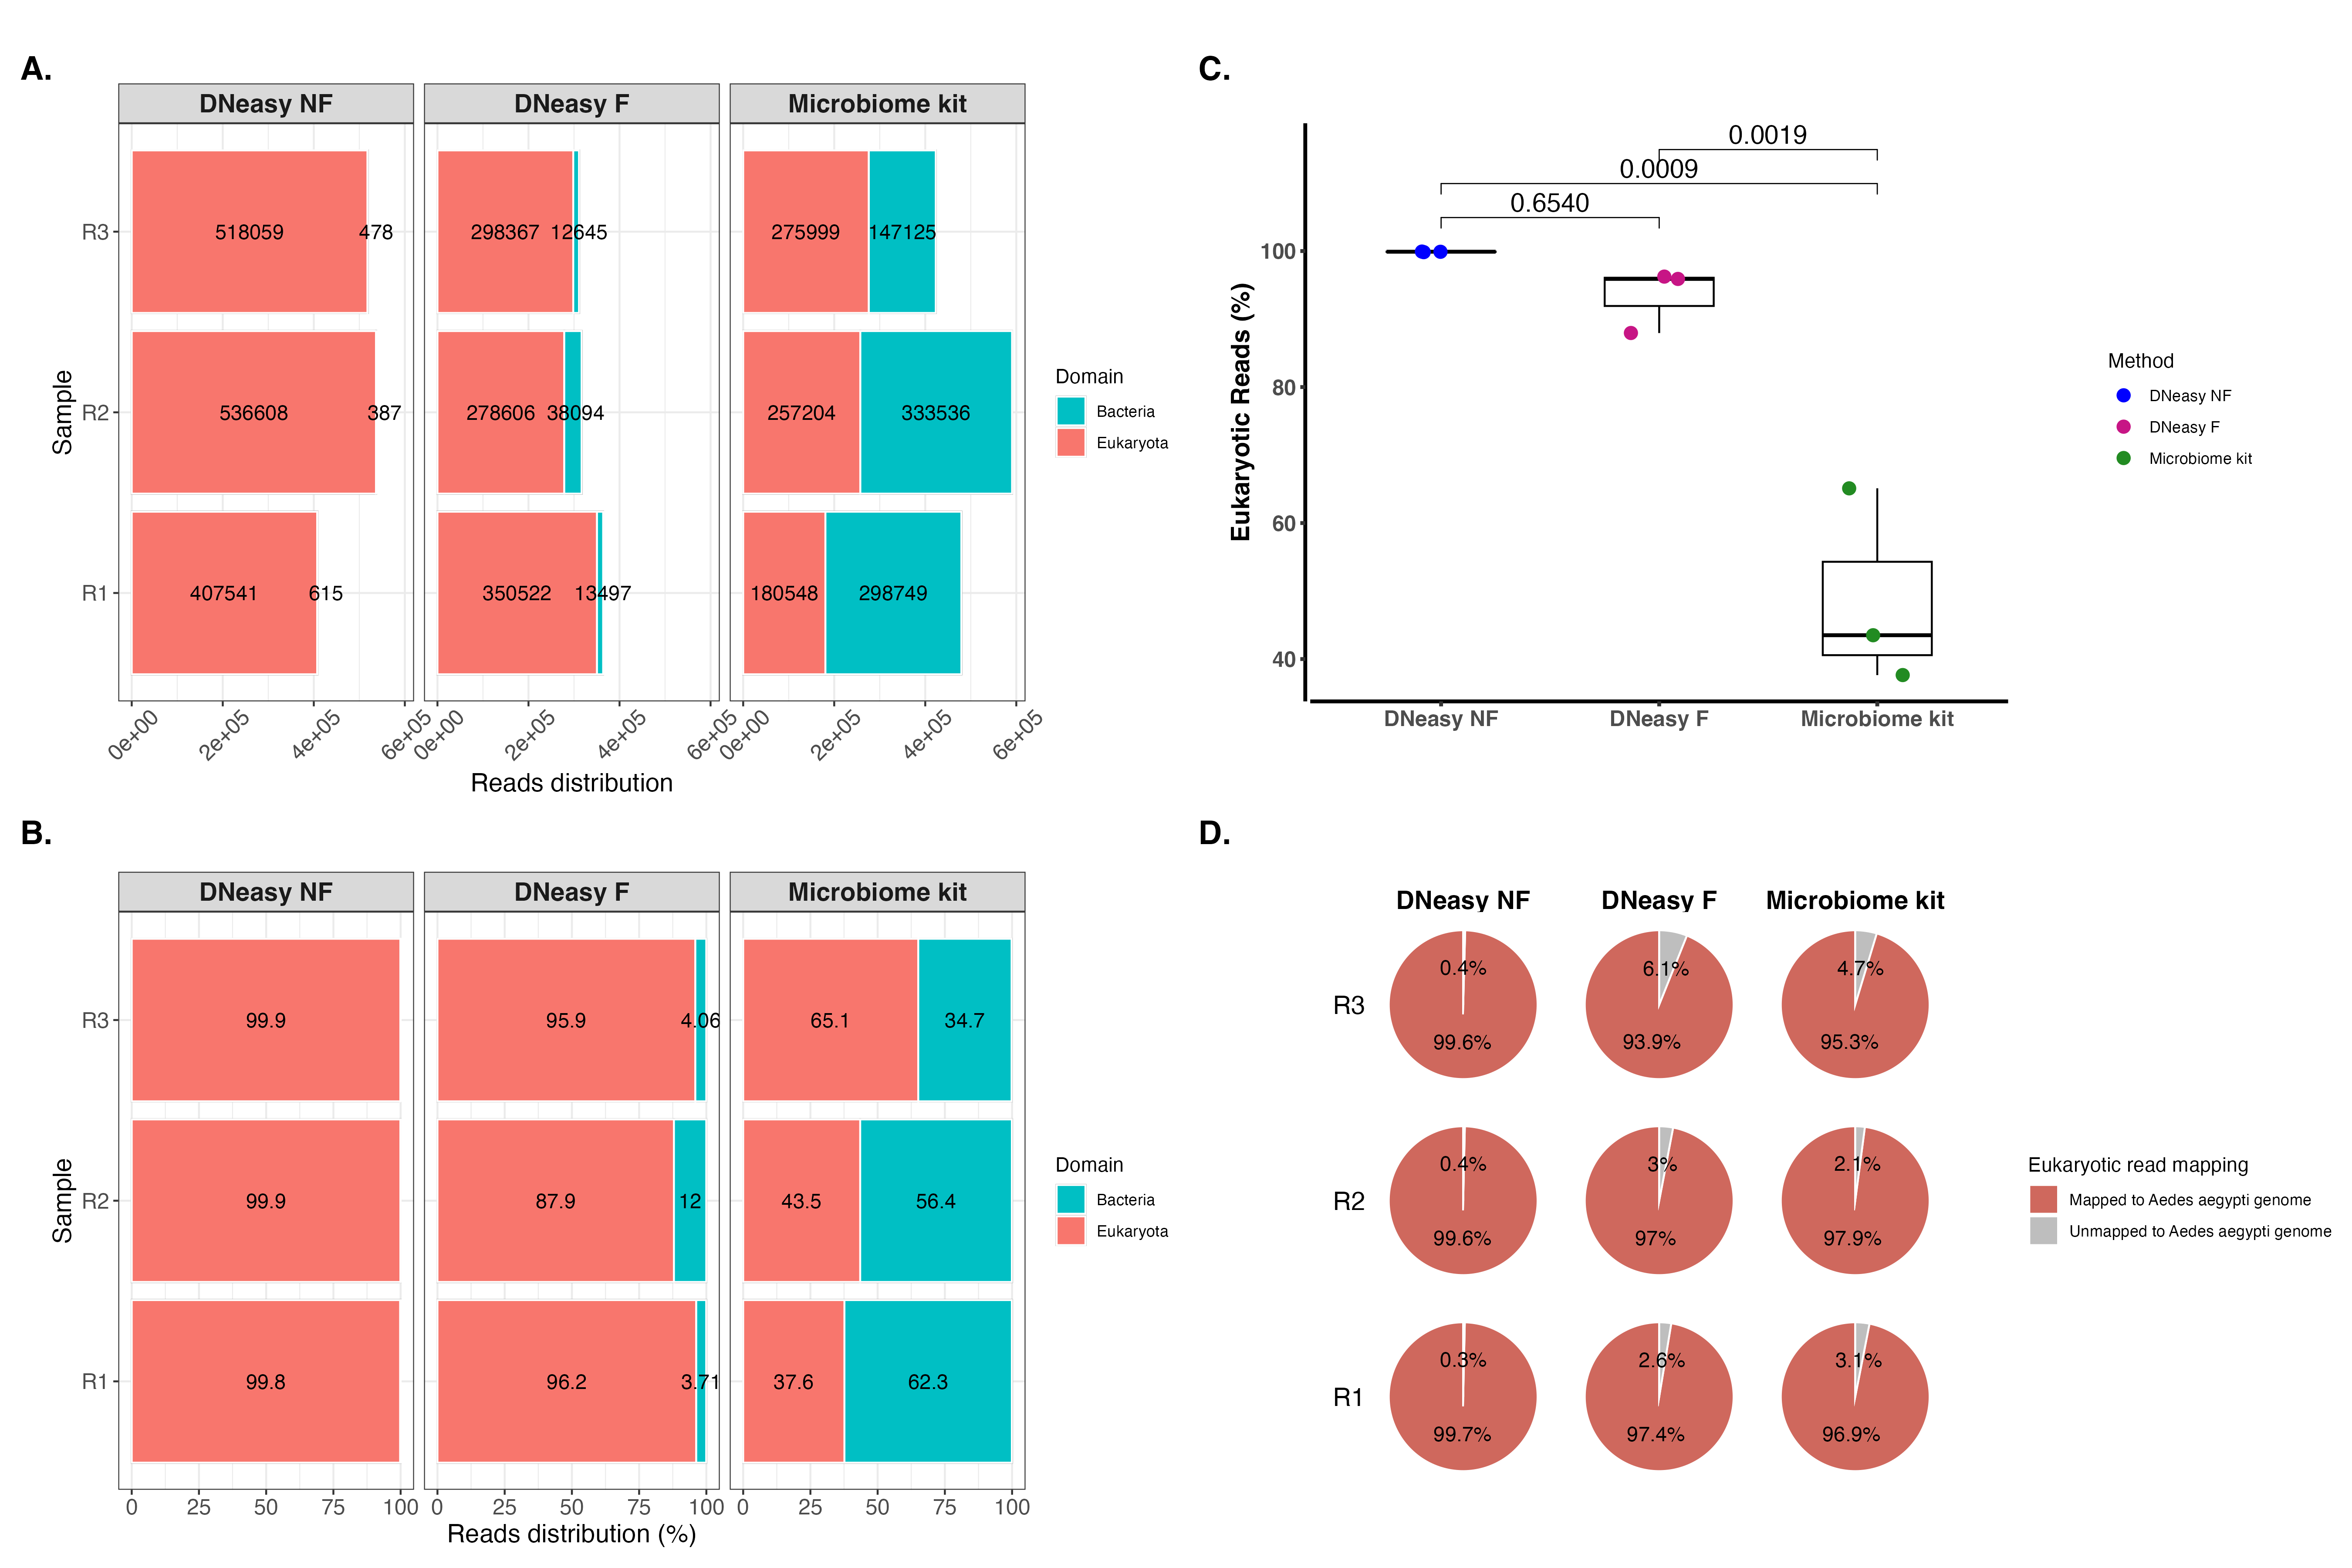 A.
DNeasy NF DNeasy F Microbiome kit
R3 518059 478 298367 12645 275999 147125
R2 536608 387 278606 38094 257204 333536
R1 407541 615 350522 13497 180548 298749
Sample
0e+00 2e+05 4e+05 6e+05 0e+00 2e+05 4e+05 6e+05 0e+00 2e+05 4e+05 6e+05
Reads distribution
Domain
Bacteria
Eukaryota
B.
DNeasy NF DNeasy F Microbiome kit
R3 99.9 95.9 4.06 65.1 34.7
R2 99.9 87.9 12 43.5 56.4
R1 99.8 96.2 3.71 37.6 62.3
Sample
0 25 50 75 100 0 25 50 75 100 0 25 50 75 100
Reads distribution (%)
Domain
Bacteria
Eukaryota
C.
0.0019
0.0009
0.6540
100
80
60
40
Eukaryotic Reads (%)
DNeasy NF DNeasy F Microbiome kit
Method
DNeasy NF
DNeasy F
Microbiome kit
D.
DNeasy NF DNeasy F Microbiome kit
0.4% 6.1% 4.7%
R3
99.6% 93.9% 95.3%
0.4% 3% 2.1%
R2
99.6% 97% 97.9%
0.3% 2.6% 3.1%
R1
99.7% 97.4% 96.9%
Eukaryotic read mapping
Mapped to Aedes aegypti genome
Unmapped to Aedes aegypti genome